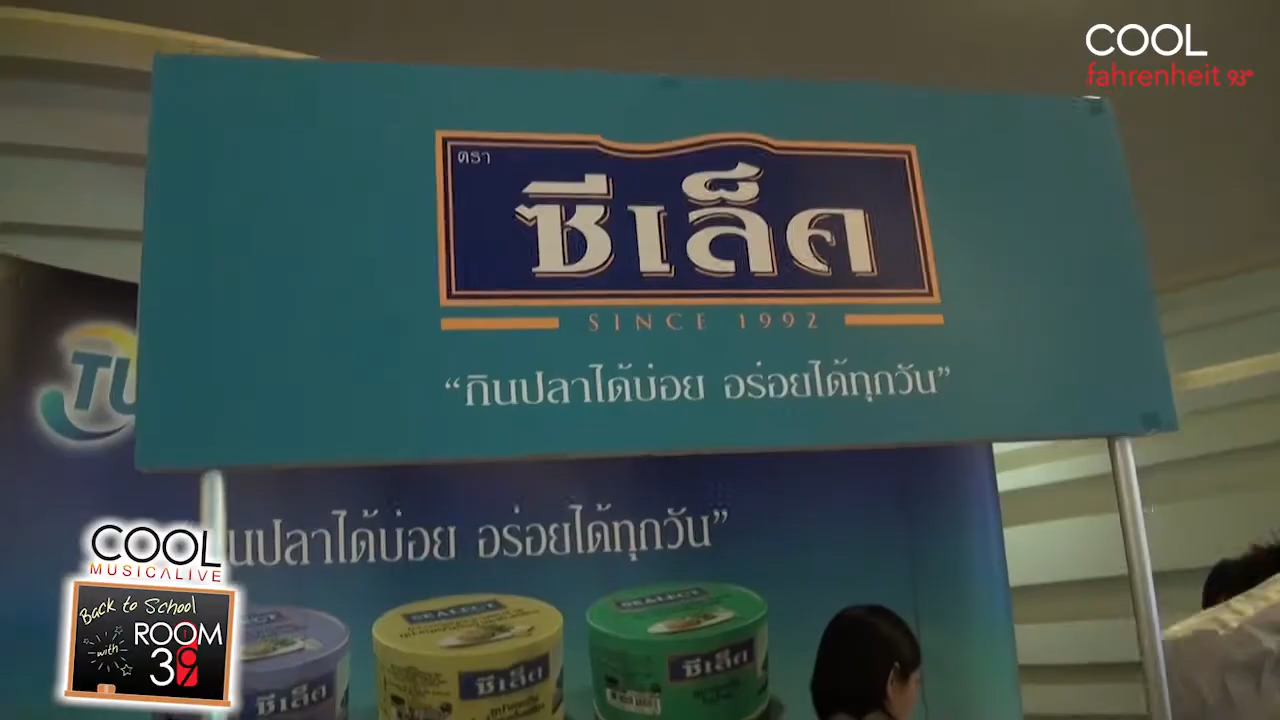 COOL
fahrenheit 93°
ตรา
ซีเล็ค
SINCE 1992
“กินปลาได้บ่อย อร่อยได้ทุกวัน”
TU
นปลาได้บ่อย อร่อยได้ทุกวัน”
COOL
MUSICALIVE
Back to School
with
ROOM
39
SEALECT
SEALECT
ซีเล็ค
ซีเล็ค
ซีเล็ค